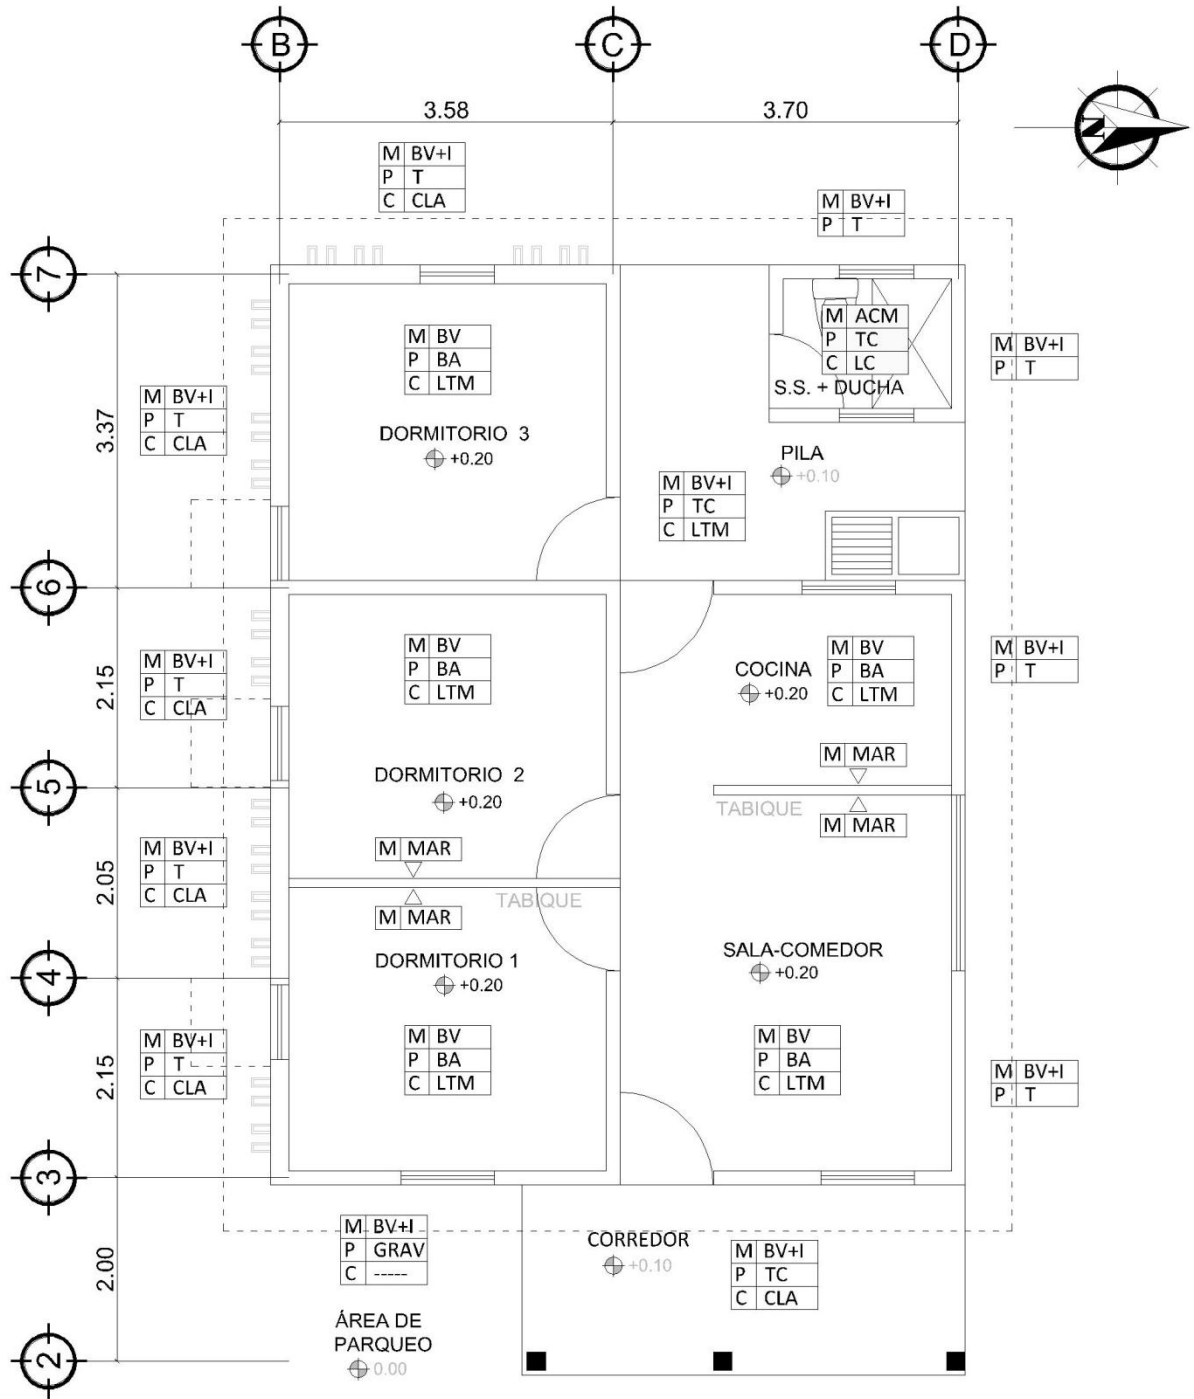 B
C
D
3.58
3.70
N
M BV+I
P T
C CLA
M BV+I
P T
7
M BV
P BA
C LTM
M ACM
P TC
C LC
S.S. + DUCHA
M BV+I
P T
M BV+I
P T
C CLA
3.37
DORMITORIO 3
+0.20
PILA
+0.10
M BV+I
P TC
C LTM
6
M BV
P BA
C LTM
COCINA
+0.20
M BV
P BA
C LTM
M BV+I
P T
M BV+I
P T
C CLA
2.15
5
DORMITORIO 2
+0.20
M MAR
TABIQUE
M MAR
M BV+I
P T
C CLA
2.05
M MAR
TABIQUE
M MAR
4
DORMITORIO 1
+0.20
SALA-COMEDOR
+0.20
M BV+I
P T
C CLA
2.15
M BV
P BA
C LTM
M BV
P BA
C LTM
M BV+I
P T
3
M BV+I
P GRAV
C -----
CORREDOR
+0.10
M BV+I
P TC
C CLA
2.00
ÁREA DE
PARQUEO
0.00
2